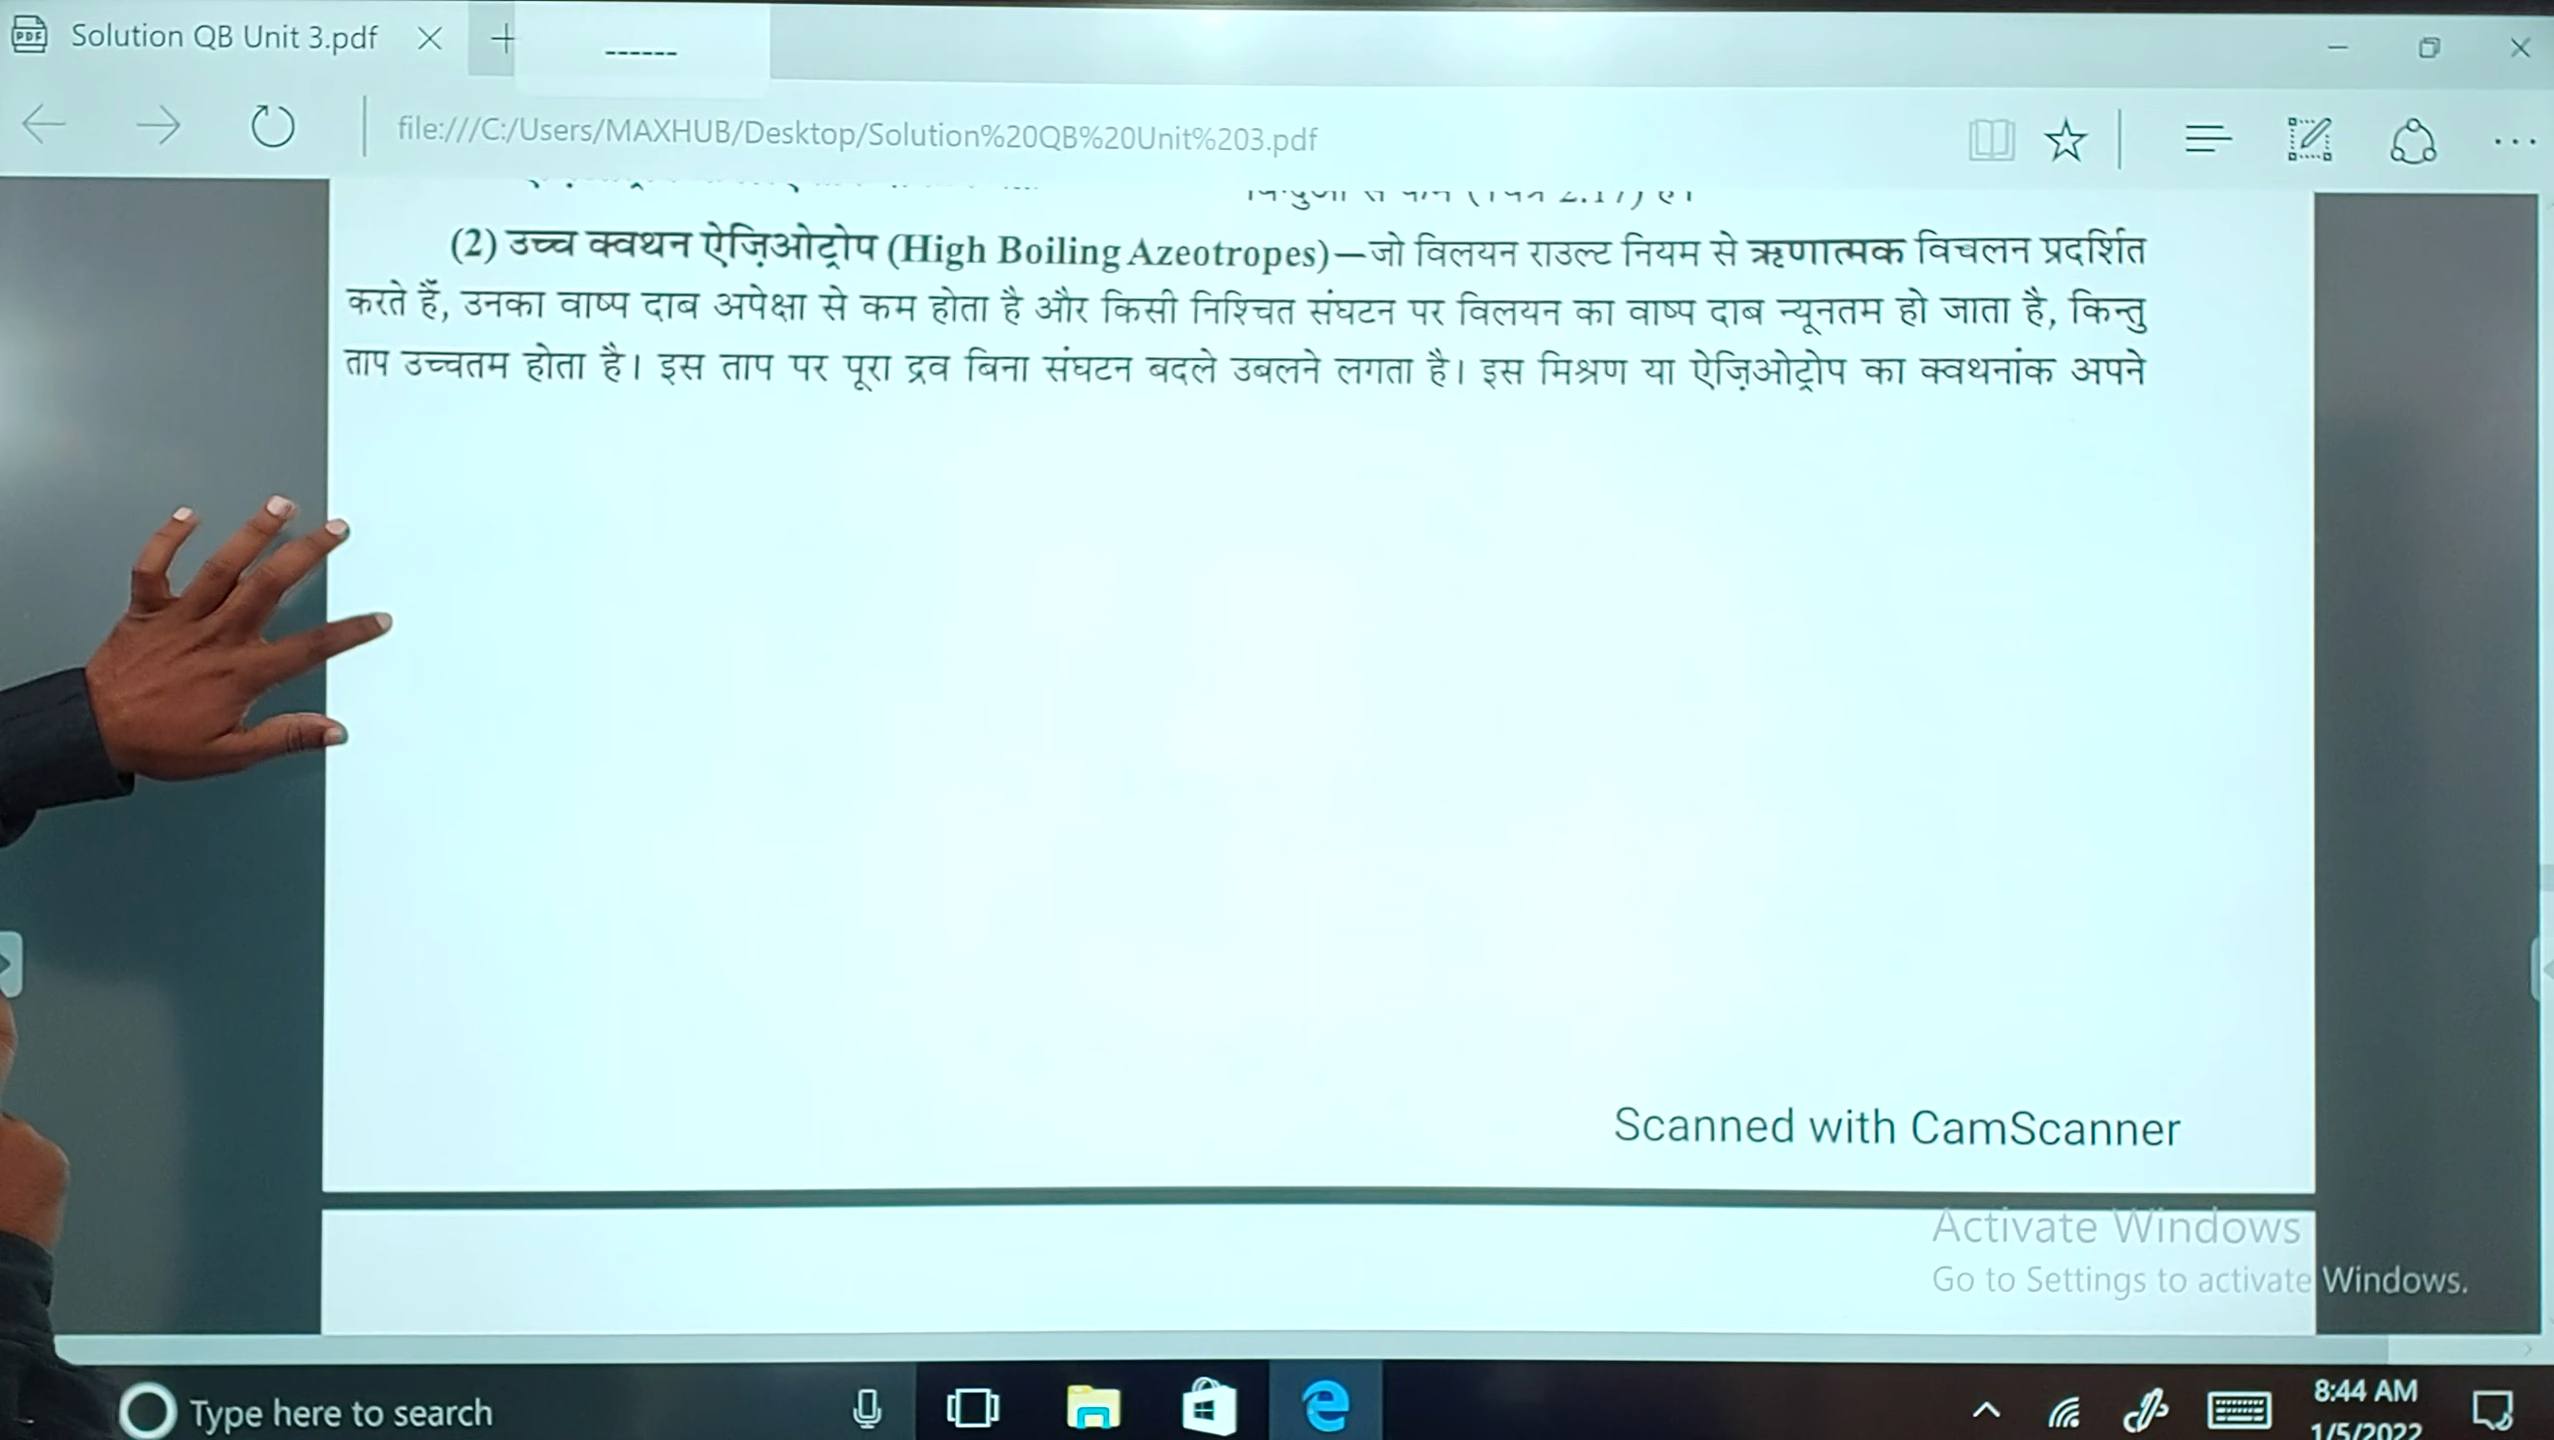 Solution QB Unit 3.pdf
------
file:///C:/Users/MAXHUB/Desktop/Solution%20QB%20Unit%203.pdf
(2) उच्च क्वथन ऐज़िओट्रोप (High Boiling Azeotropes)—जो विलयन राउल्ट नियम से ऋणात्मक विचलन प्रदर्शित
करते हैं, उनका वाष्प दाब अपेक्षा से कम होता है और किसी निश्चित संघटन पर विलयन का वाष्प दाब न्यूनतम हो जाता है, किन्तु
ताप उच्चतम होता है। इस ताप पर पूरा द्रव बिना संघटन बदले उबलने लगता है। इस मिश्रण या ऐज़िओट्रोप का क्वथनांक अपने
Scanned with CamScanner
Activate Windows
Go to Settings to activate Windows.
Type here to search
8:44 AM
1/5/2022